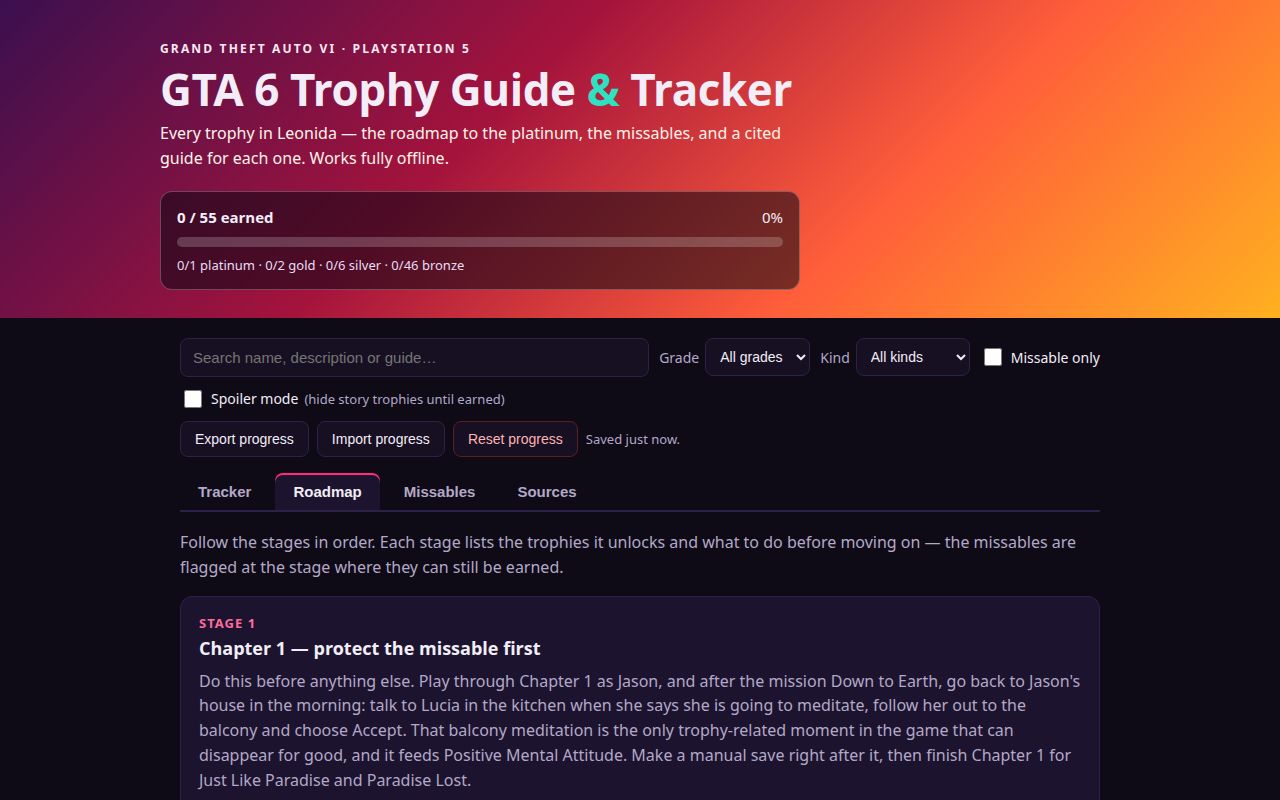 GRAND THEFT AUTO VI · PLAYSTATION 5
GTA 6 Trophy Guide & Tracker
Every trophy in Leonida — the roadmap to the platinum, the missables, and a cited
guide for each one. Works fully offline.
0 / 55 earned 0%
0/1 platinum · 0/2 gold · 0/6 silver · 0/46 bronze
Search name, description or guide… Grade All grades Kind All kinds Missable only
Spoiler mode (hide story trophies until earned)
Export progress Import progress Reset progress Saved just now.
Tracker Roadmap Missables Sources
Follow the stages in order. Each stage lists the trophies it unlocks and what to do before moving on — the missables are
flagged at the stage where they can still be earned.
STAGE 1
Chapter 1 — protect the missable first
Do this before anything else. Play through Chapter 1 as Jason, and after the mission Down to Earth, go back to Jason's
house in the morning: talk to Lucia in the kitchen when she says she is going to meditate, follow her out to the
balcony and choose Accept. That balcony meditation is the only trophy-related moment in the game that can
disappear for good, and it feeds Positive Mental Attitude. Make a manual save right after it, then finish Chapter 1 for
Just Like Paradise and Paradise Lost.